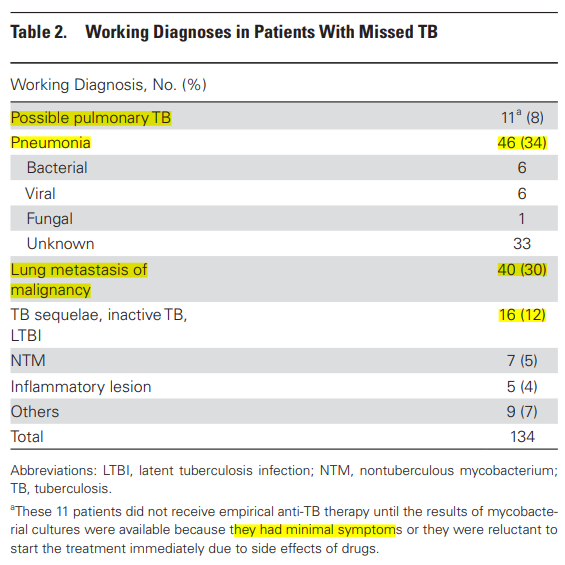 Table 2. Working Diagnoses in Patients With Missed TB
Working Diagnosis, No. (%)
Possible pulmonary TB 11a (8)
Pneumonia 46 (34)
Bacterial 6
Viral 6
Fungal 1
Unknown 33
Lung metastasis of
malignancy 40 (30)
TB sequelae, inactive TB, 16 (12)
LTBI
NTM 7 (5)
Inflammatory lesion 5 (4)
Others 9 (7)
Total 134
Abbreviations: LTBI, latent tuberculosis infection; NTM, nontuberculous mycobacterium;
TB, tuberculosis.
aThese 11 patients did not receive empirical anti-TB therapy until the results of mycobacte-
rial cultures were available because they had minimal symptoms or they were reluctant to
start the treatment immediately due to side effects of drugs.